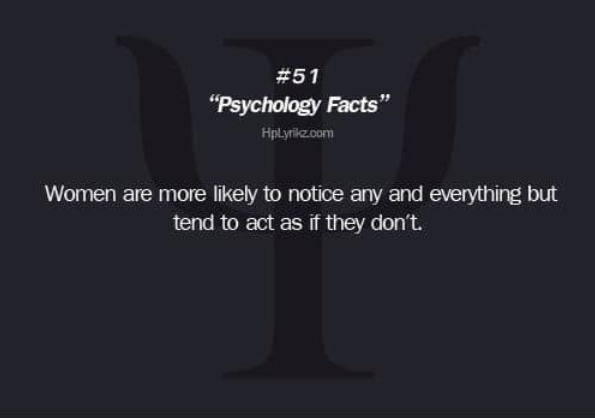 #51
“Psychology Facts”
HpLyrikz.com
Women are more likely to notice any and everything but
tend to act as if they don't.